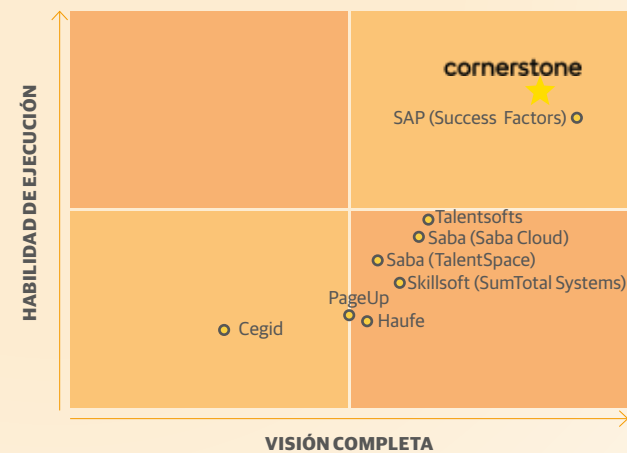 cornerstone
SAP (Success Factors)
Talentsofts
Saba (Saba Cloud)
Saba (TalentSpace)
Skillsoft (SumTotal Systems)
PageUp
Haufe
Cegid
HABILIDAD DE EJECUCIÓN
VISIÓN COMPLETA